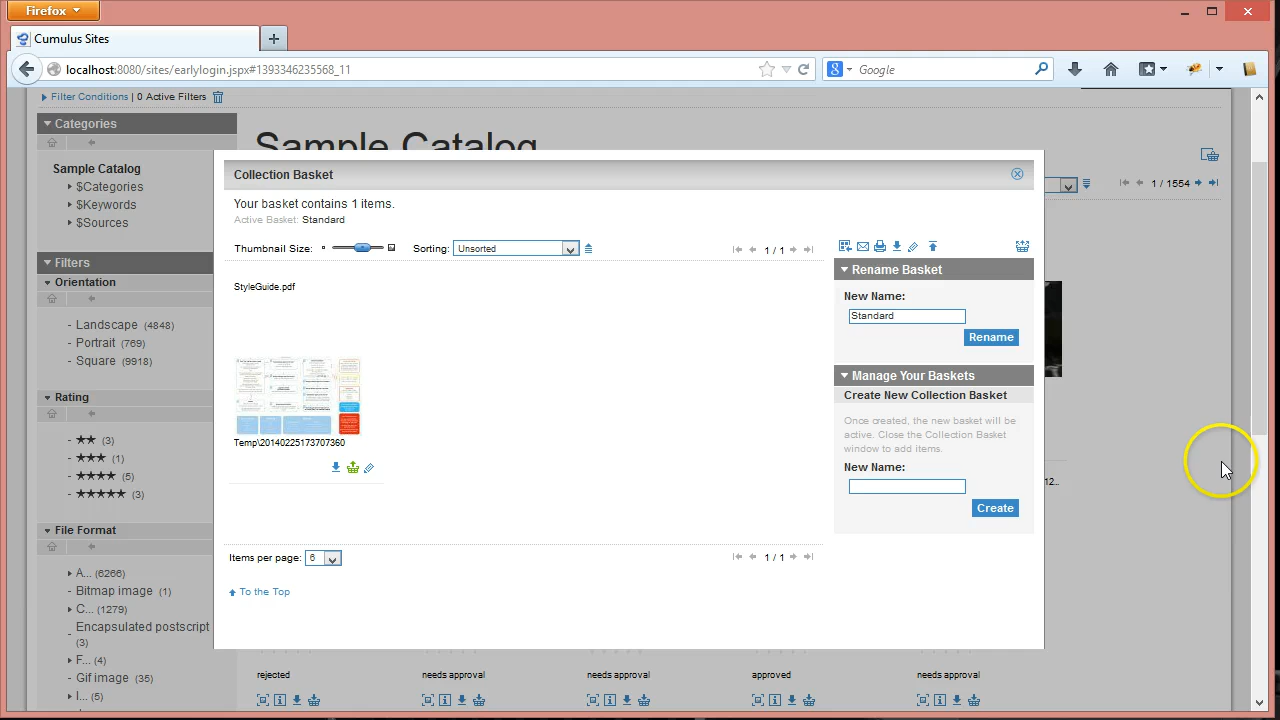 Firefox
Cumulus Sites
localhost:8080/sites/earlylogin.jspx#1393346235568_11
Google
Filter Conditions | 0 Active Filters
Categories
Sample Catalog
$Categories
$Keywords
$Sources
Filters
Orientation
- Landscape (4848)
- Portrait (769)
- Square (9918)
Rating
- ★★ (3)
- ★★★ (1)
- ★★★★ (5)
- ★★★★★ (3)
File Format
A... (6266)
- Bitmap image (1)
C... (1279)
- Encapsulated postscript (3)
F... (4)
- Gif image (35)
I... (5)
Sample Catalog
1 / 1554
Collection Basket
Your basket contains 1 items.
Active Basket: Standard
Thumbnail Size:
Sorting: Unsorted
1 / 1
StyleGuide.pdf
Temp\20140225173707360
Items per page: 6
1 / 1
To the Top
Rename Basket
New Name:
Standard
Rename
Manage Your Baskets
Create New Collection Basket
Once created, the new basket will be
active. Close the Collection Basket
window to add items.
New Name:
Create
12..
rejected
needs approval
needs approval
approved
needs approval